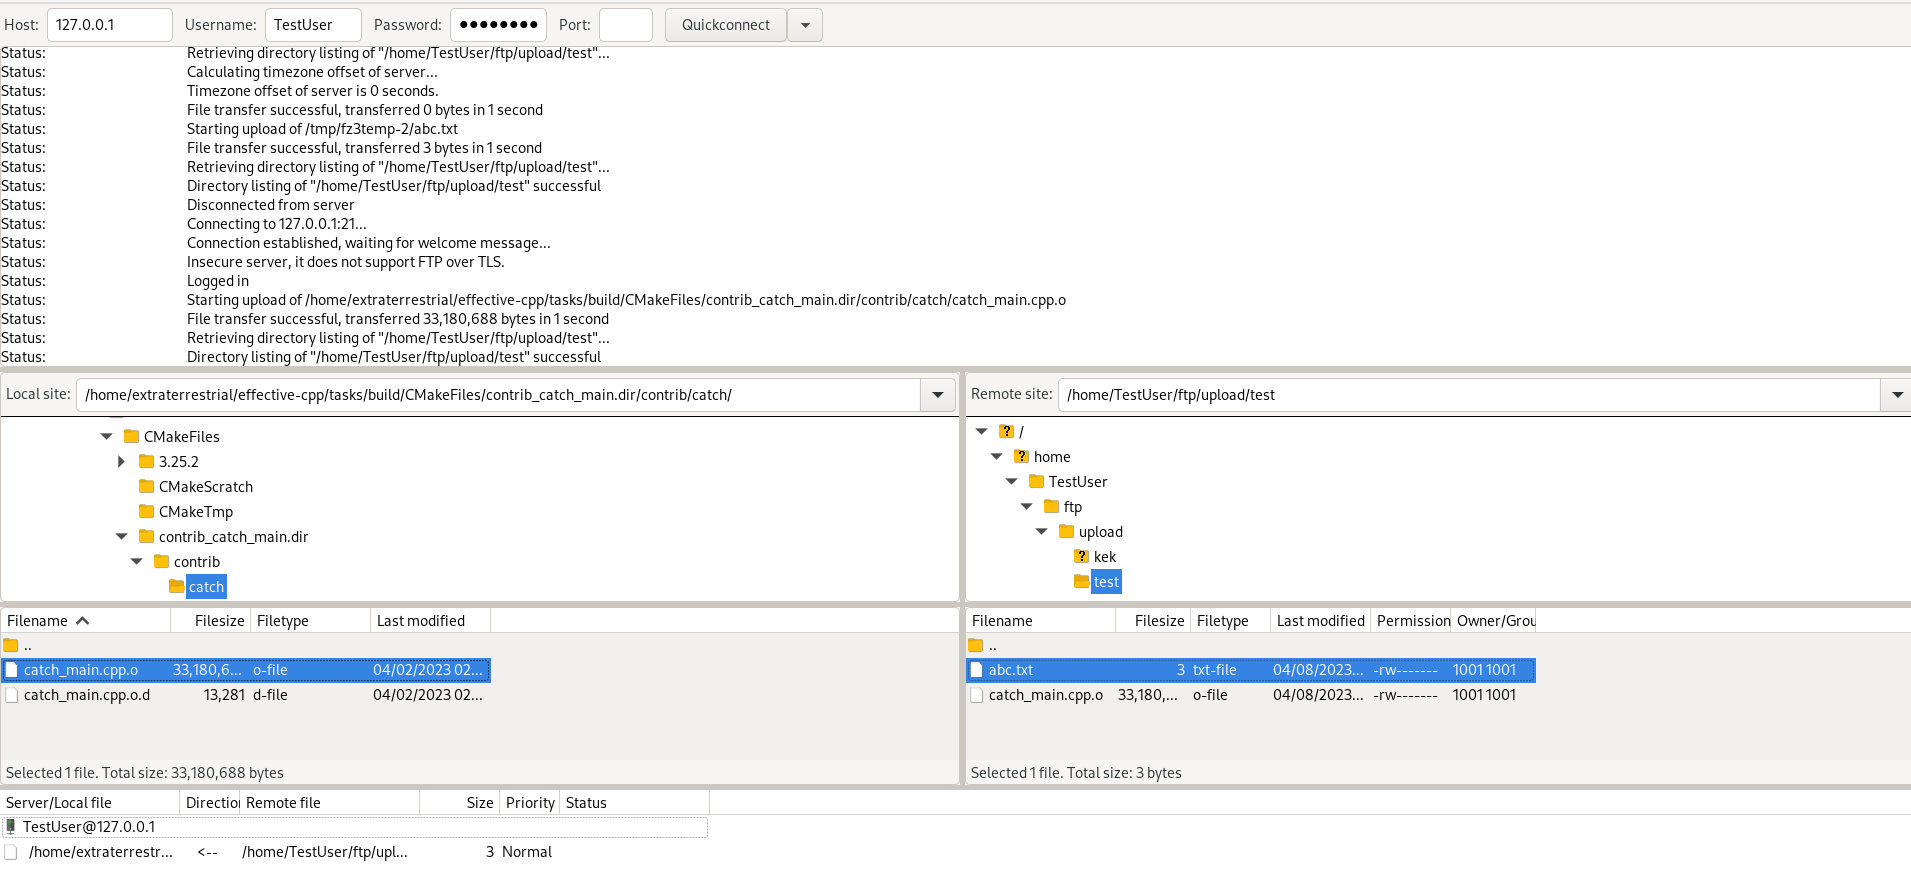 Host: 127.0.0.1 Username: TestUser Password: ●●●●●●●● Port: Quickconnect
Status: Retrieving directory listing of "/home/TestUser/ftp/upload/test"...
Status: Calculating timezone offset of server...
Status: Timezone offset of server is 0 seconds.
Status: File transfer successful, transferred 0 bytes in 1 second
Status: Starting upload of /tmp/fz3temp-2/abc.txt
Status: File transfer successful, transferred 3 bytes in 1 second
Status: Retrieving directory listing of "/home/TestUser/ftp/upload/test"...
Status: Directory listing of "/home/TestUser/ftp/upload/test" successful
Status: Disconnected from server
Status: Connecting to 127.0.0.1:21...
Status: Connection established, waiting for welcome message...
Status: Insecure server, it does not support FTP over TLS.
Status: Logged in
Status: Starting upload of /home/extraterrestrial/effective-cpp/tasks/build/CMakeFiles/contrib_catch_main.dir/contrib/catch/catch_main.cpp.o
Status: File transfer successful, transferred 33,180,688 bytes in 1 second
Status: Retrieving directory listing of "/home/TestUser/ftp/upload/test"...
Status: Directory listing of "/home/TestUser/ftp/upload/test" successful
Local site: /home/extraterrestrial/effective-cpp/tasks/build/CMakeFiles/contrib_catch_main.dir/contrib/catch/
CMakeFiles
3.25.2
CMakeScratch
CMakeTmp
contrib_catch_main.dir
contrib
catch
Filename Filesize Filetype Last modified
..
catch_main.cpp.o 33,180,6... o-file 04/02/2023 02...
catch_main.cpp.o.d 13,281 d-file 04/02/2023 02...
Selected 1 file. Total size: 33,180,688 bytes
Remote site: /home/TestUser/ftp/upload/test
/
home
TestUser
ftp
upload
kek
test
Filename Filesize Filetype Last modified Permission Owner/Grou
..
abc.txt 3 txt-file 04/08/2023... -rw------- 1001 1001
catch_main.cpp.o 33,180,... o-file 04/08/2023... -rw------- 1001 1001
Selected 1 file. Total size: 3 bytes
Server/Local file Direction Remote file Size Priority Status
TestUser@127.0.0.1
/home/extraterrestr... <-- /home/TestUser/ftp/upl... 3 Normal